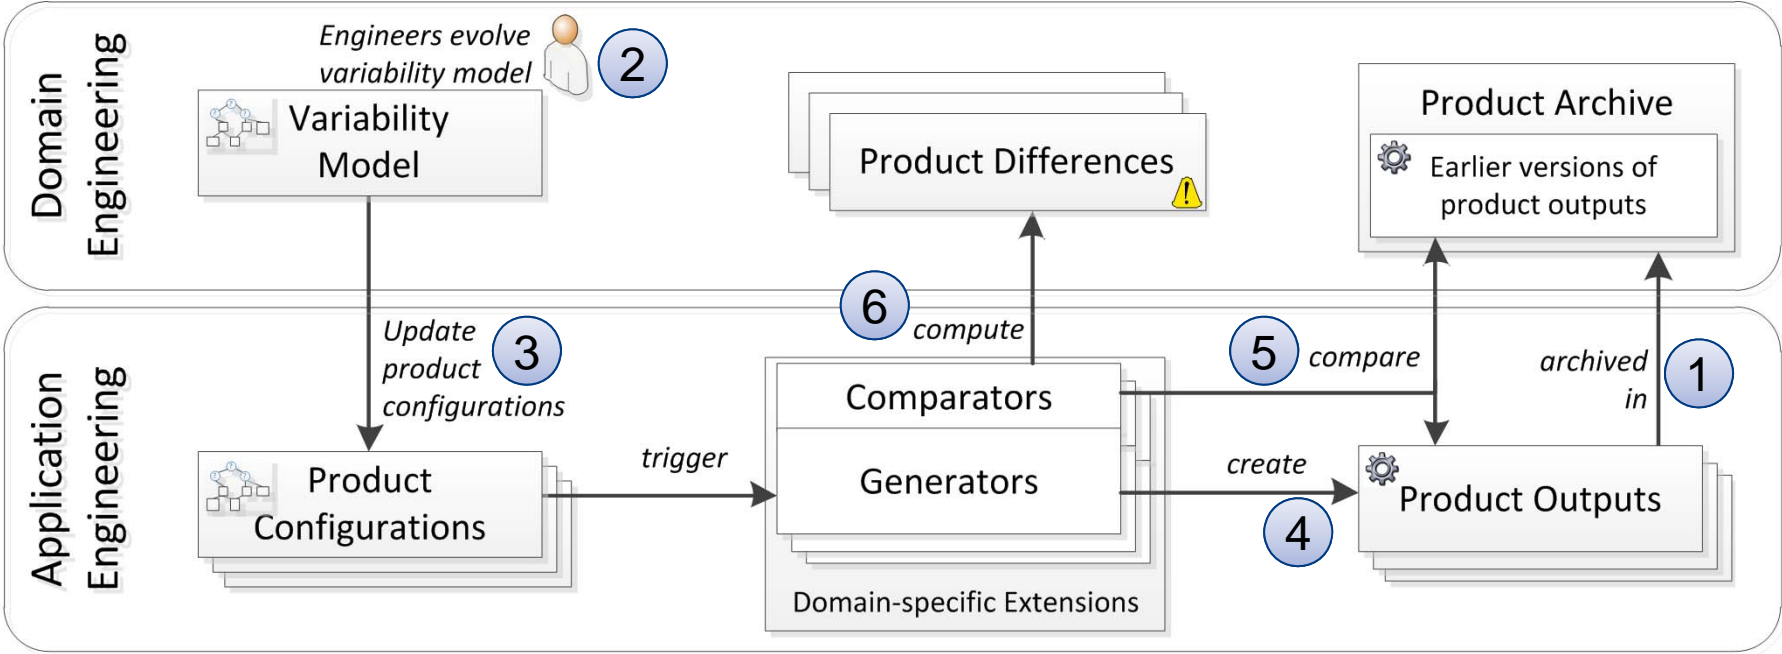 Domain
Engineering
Engineers evolve
variability model
2
Variability
Model
Product Differences
Product Archive
Earlier versions of
product outputs
Application
Engineering
Update
product
configurations
3
6
compute
5
compare
archived
in
1
Product
Configurations
trigger
Comparators
Generators
Domain-specific Extensions
create
4
Product Outputs